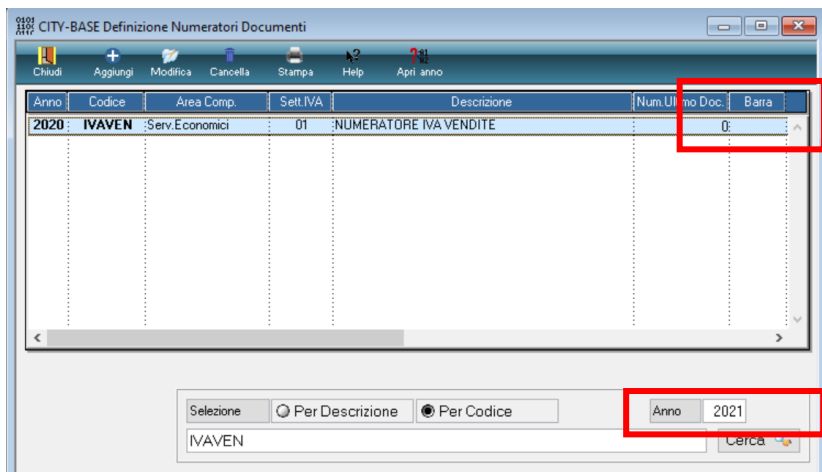 CITY-BASE Definizione Numeratori Documenti
Chiudi Aggiungi Modifica Cancella Stampa Help Apri anno
Anno Codice Area Comp. Sett.IVA Descrizione Num.Ultimo Doc. Barra
2020 IVAVEN Serv.Economici 01 NUMERATORE IVA VENDITE 0
Selezione Per Descrizione Per Codice Anno 2021
IVAVEN Cerca